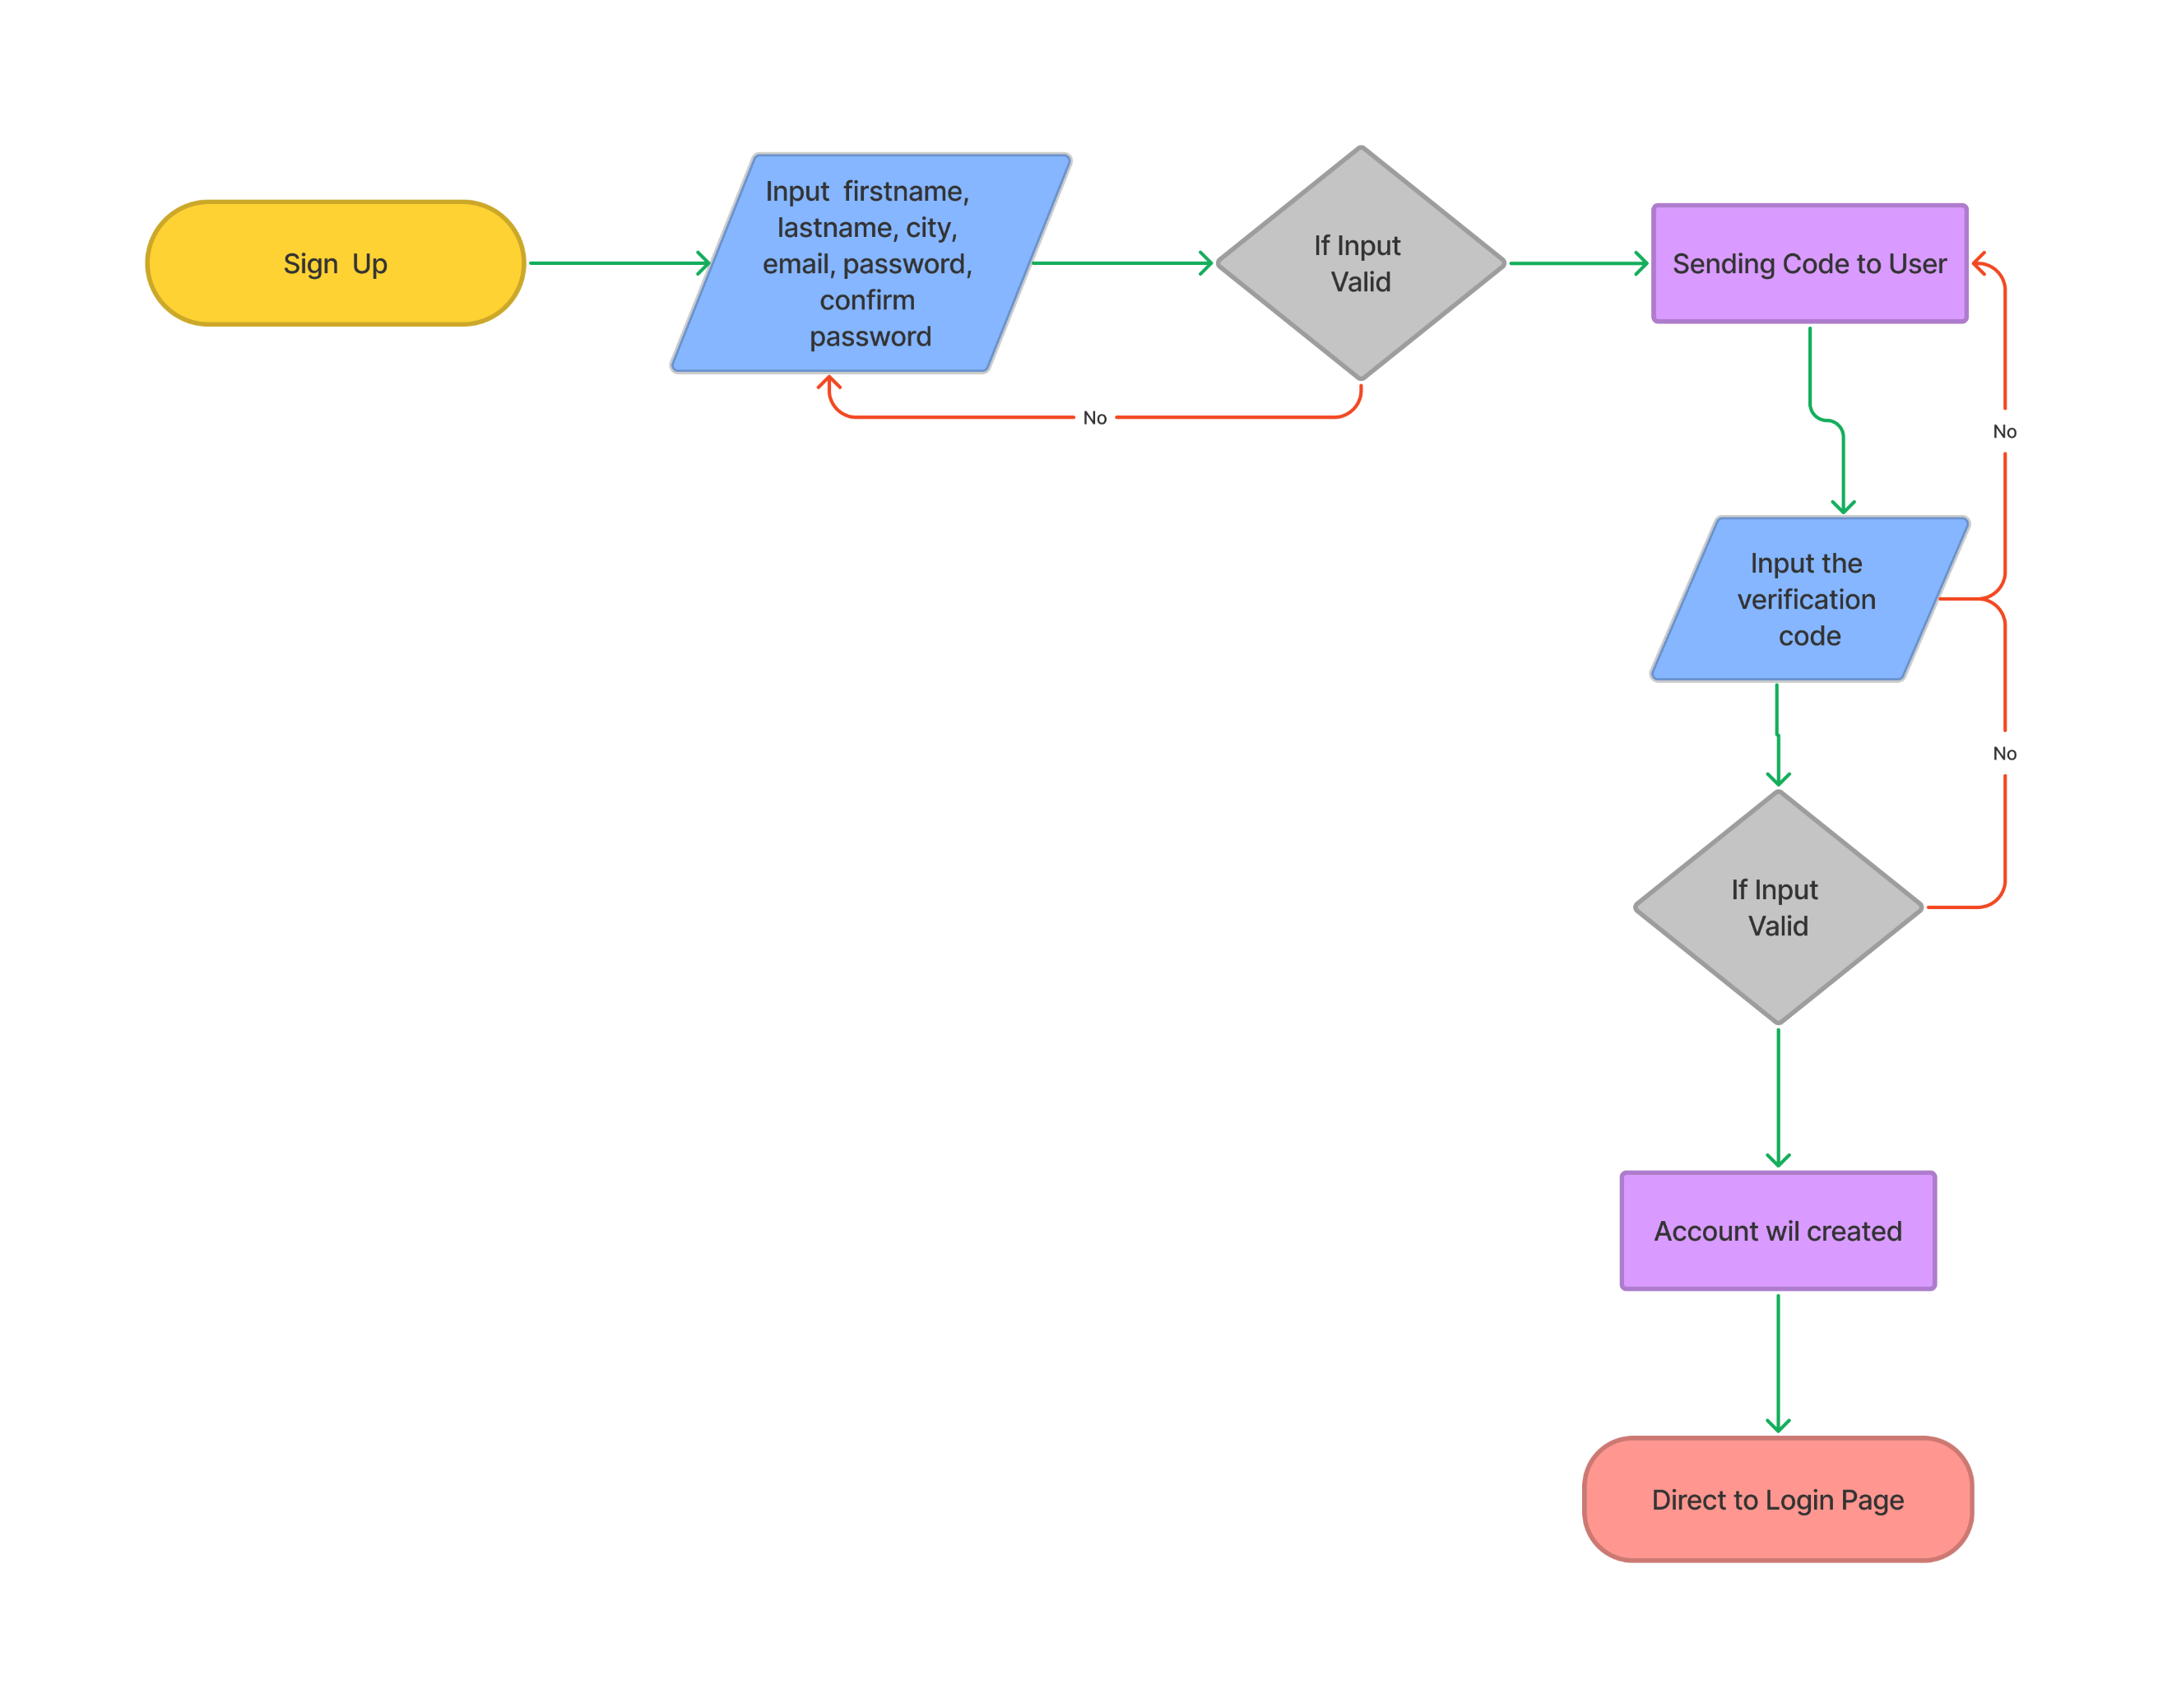 Sign Up
Input firstname,
lastname, city,
email, password,
confirm
password
If Input
Valid
Sending Code to User
No
No
Input the
verification
code
No
If Input
Valid
Account wil created
Direct to Login Page